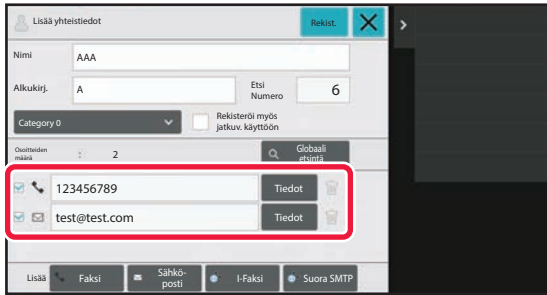 Lisää yhteistiedot
Rekist.
Nimi
AAA
Alkukirj.
A
Etsi
Numero
6
Category 0
Rekisteröi myös
jatkuv. käyttöön
Osoitteiden
määrä
:
2
Globaali
etsintä
123456789
Tiedot
test@test.com
Tiedot
Lisää
Faksi
Sähkö-
posti
I-Faksi
Suora SMTP